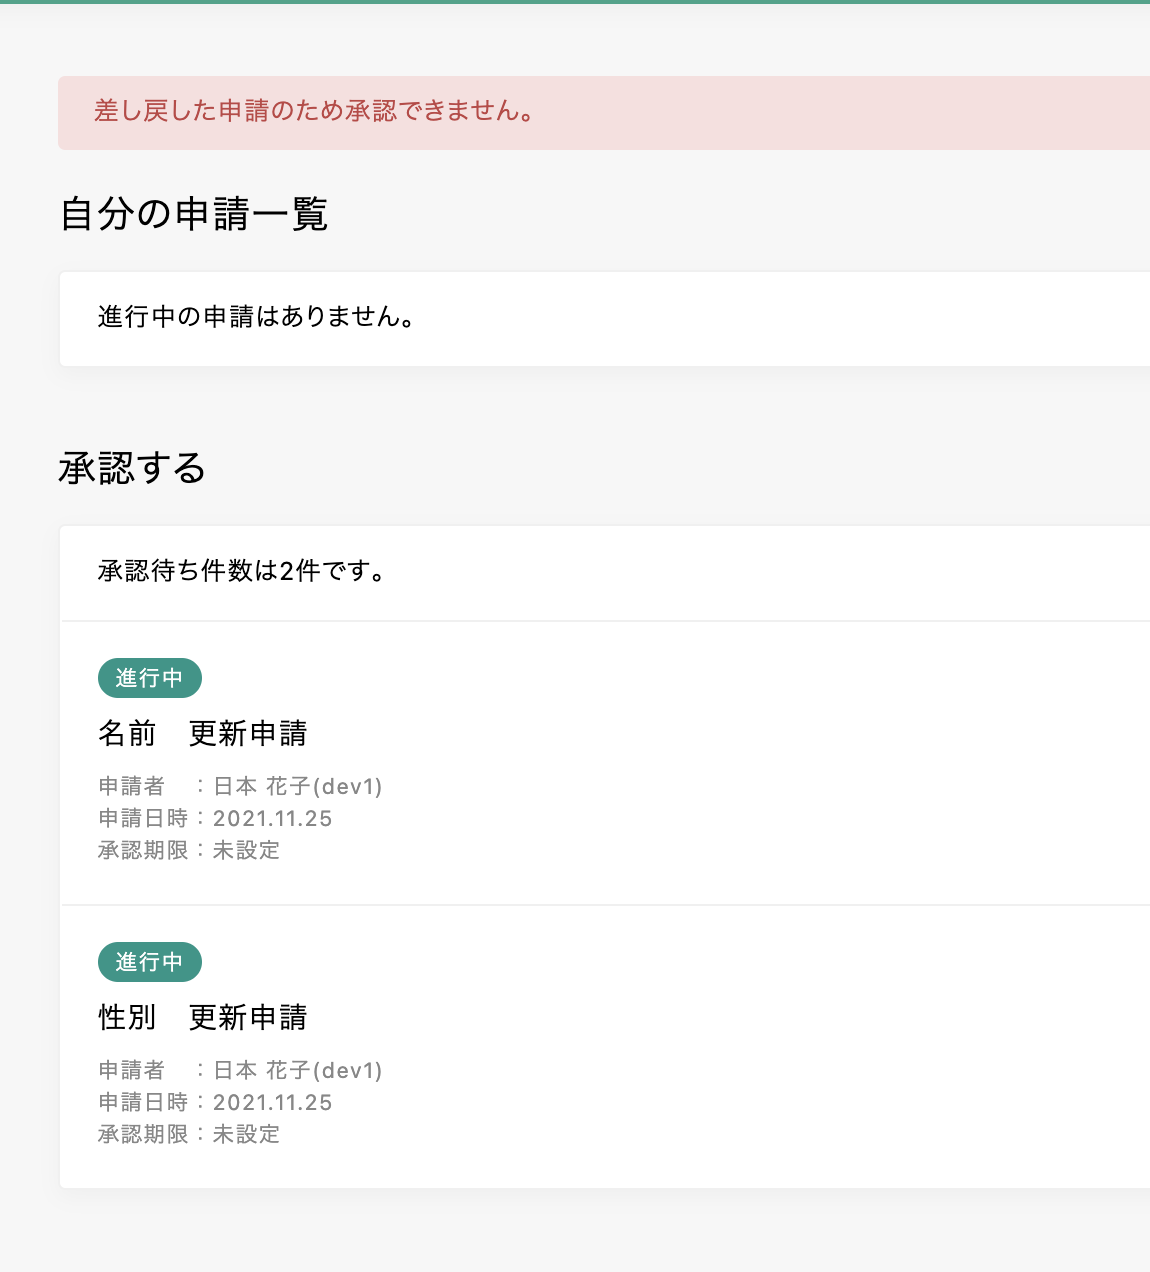 差し戻した申請のため承認できません。
自分の申請一覧
進行中の申請はありません。
承認する
承認待ち件数は2件です。
進行中
名前　更新申請
申請者　：日本 花子(dev1)
申請日時：2021.11.25
承認期限：未設定
進行中
性別　更新申請
申請者　：日本 花子(dev1)
申請日時：2021.11.25
承認期限：未設定